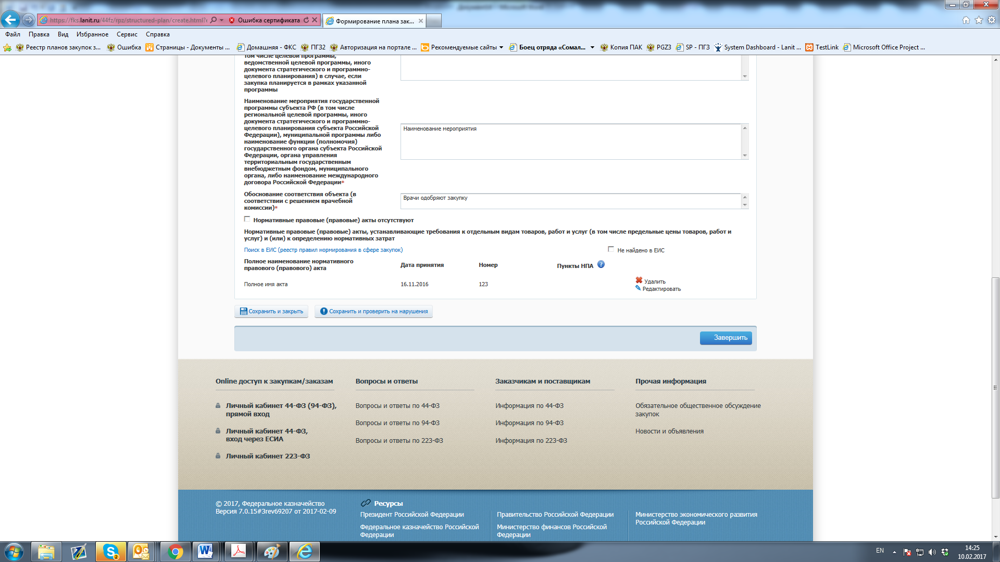 https://fks.lanit.ru/44fz/rpz/structured-plan/create.html?
Ошибка сертификата
Формирование плана зак...
Файл Правка Вид Избранное Сервис Справка
Реестр планов закупок з... Ошибка Страницы - Документы ... Домашняя - ФКС ПГ32 Авторизация на портале ... Рекомендуемые сайты Боец отряда «Сомал... Копия ПАК PGZ3 SP - ПГЗ System Dashboard - Lanit ... TestLink Microsoft Office Project ...
том числе целевой программы,
ведомственной целевой программы, иного
документа стратегического и программно-
целевого планирования) в случае, если
закупка планируется в рамках указанной
программы
Наименование мероприятия государственной
программы субъекта РФ (в том числе
региональной целевой программы, иного
документа стратегического и программно-
целевого планирования субъекта Российской
Федерации), муниципальной программы либо
наименование функции (полномочия)
государственного органа субъекта Российской
Федерации, органа управления
территориальным государственным
внебюджетным фондом, муниципального
органа, либо наименование международного
договора Российской Федерации*
Наименование мероприятия
Обоснование соответствия объекта (в
соответствии с решением врачебной
комиссии)*
Врачи одобряют закупку
Нормативные правовые (правовые) акты отсутствуют
Нормативные правовые (правовые) акты, устанавливающие требования к отдельным видам товаров, работ и услуг (в том числе предельные цены товаров, работ и
услуг) и (или) к определению нормативных затрат
Поиск в ЕИС (реестр правил нормирования в сфере закупок) Не найдено в ЕИС
Полное наименование нормативного
правового (правового) акта
Дата принятия Номер Пункты НПА ?
Полное имя акта 16.11.2016 123
Удалить
Редактировать
Сохранить и закрыть Сохранить и проверить на нарушения
Завершить
Online доступ к закупкам/заказам
Личный кабинет 44-ФЗ (94-ФЗ),
прямой вход
Личный кабинет 44-ФЗ,
вход через ЕСИА
Личный кабинет 223-ФЗ
Вопросы и ответы
Вопросы и ответы по 44-ФЗ
Вопросы и ответы по 94-ФЗ
Вопросы и ответы по 223-ФЗ
Заказчикам и поставщикам
Информация по 44-ФЗ
Информация по 94-ФЗ
Информация по 223-ФЗ
Прочая информация
Обязательное общественное обсуждение
закупок
Новости и объявления
© 2017, Федеральное казначейство
Версия 7.0.15#3rev69207 от 2017-02-09
Ресурсы
Президент Российской Федерации
Федеральное казначейство Российской
Федерации
Правительство Российской Федерации
Министерство финансов Российской
Федерации
Министерство экономического развития
Российской Федерации
EN
14:25
10.02.2017